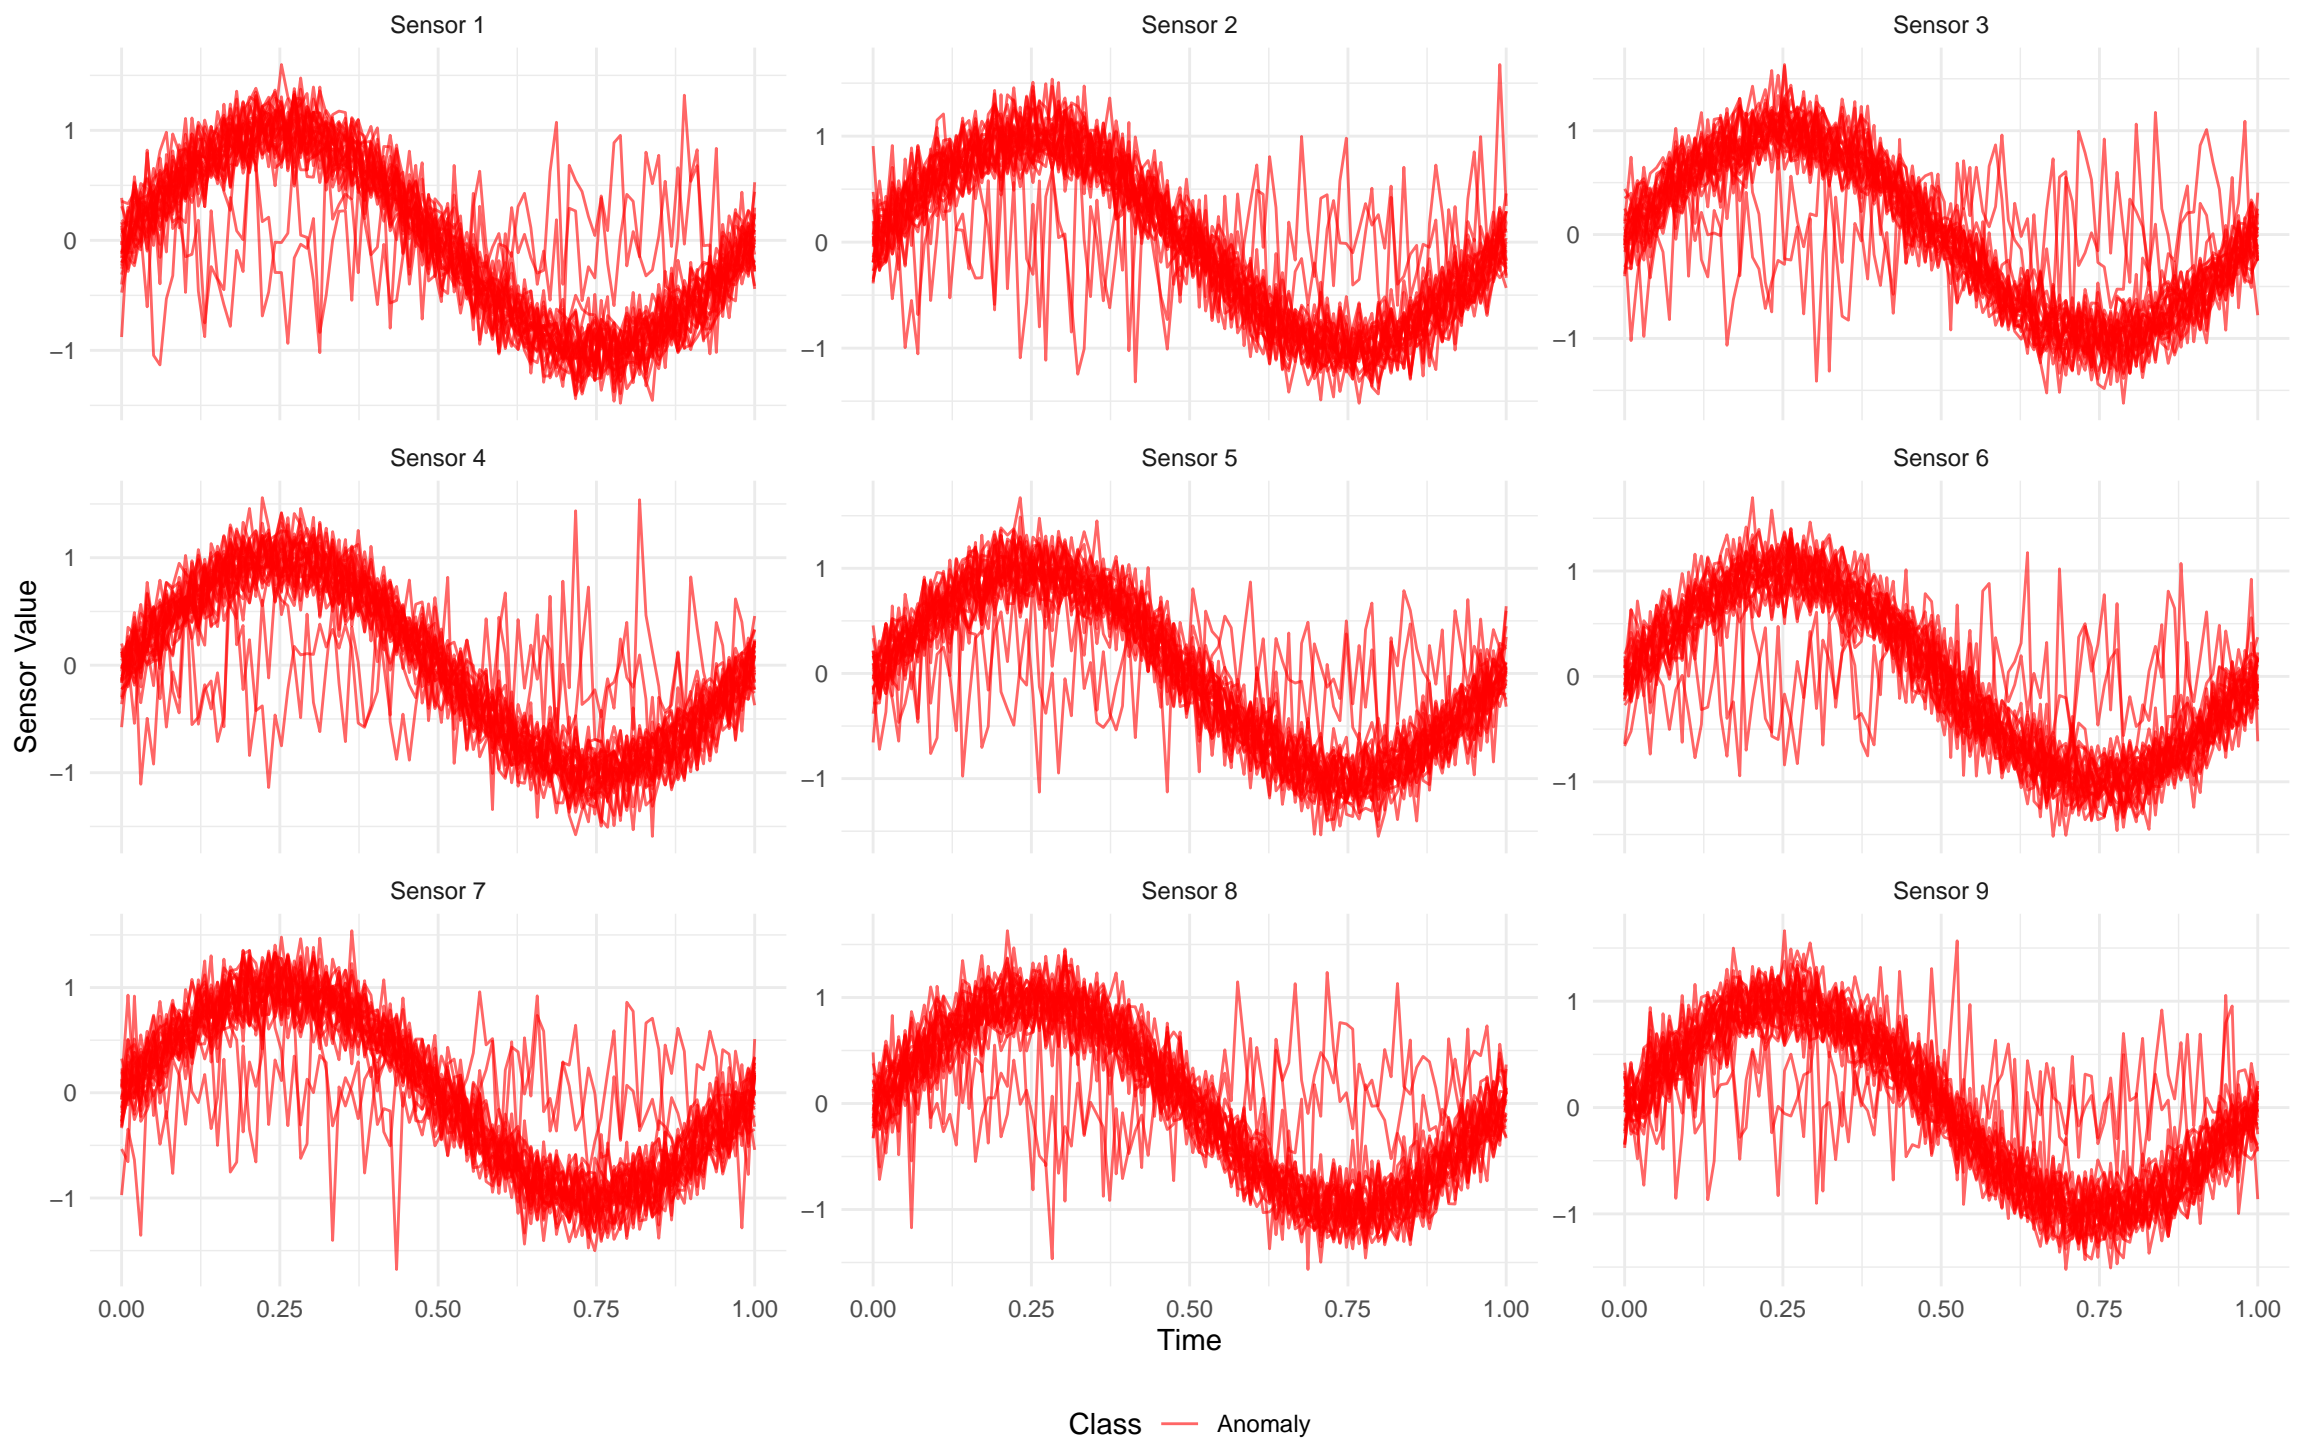 Sensor 1 Sensor 2 Sensor 3
1 1 1
0 0 0
−1 −1 −1
Sensor 4 Sensor 5 Sensor 6
1 1 1
0 0 0
−1 −1 −1
Sensor Value
Sensor 7 Sensor 8 Sensor 9
1 1 1
0 0 0
−1 −1 −1
0.00 0.25 0.50 0.75 1.00 0.00 0.25 0.50 0.75 1.00 0.00 0.25 0.50 0.75 1.00
Time
Class Anomaly